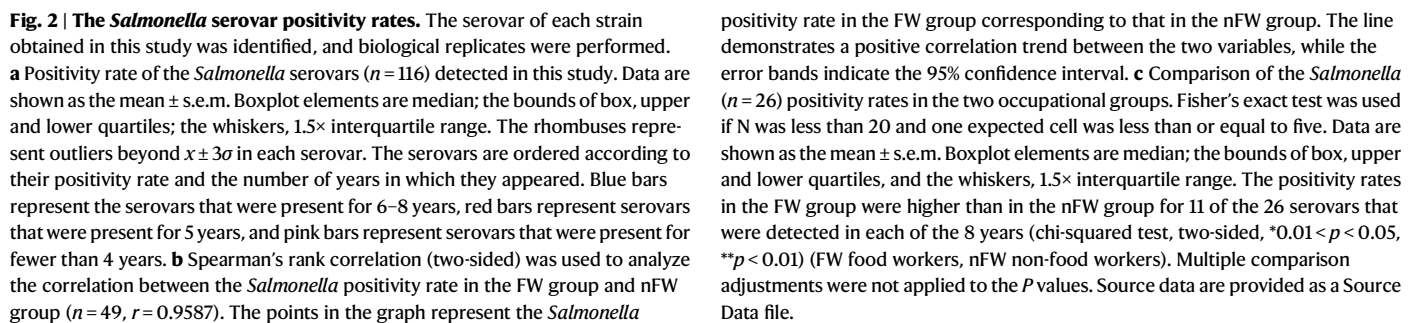 Fig. 2 | The Salmonella serovar positivity rates. The serovar of each strain
obtained in this study was identified, and biological replicates were performed.
a Positivity rate of the Salmonella serovars (n = 116) detected in this study. Data are
shown as the mean ± s.e.m. Boxplot elements are median; the bounds of box, upper
and lower quartiles; the whiskers, 1.5× interquartile range. The rhombuses repre-
sent outliers beyond x ± 3σ in each serovar. The serovars are ordered according to
their positivity rate and the number of years in which they appeared. Blue bars
represent the serovars that were present for 6–8 years, red bars represent serovars
that were present for 5 years, and pink bars represent serovars that were present for
fewer than 4 years. b Spearman's rank correlation (two-sided) was used to analyze
the correlation between the Salmonella positivity rate in the FW group and nFW
group (n = 49, r = 0.9587). The points in the graph represent the Salmonella
positivity rate in the FW group corresponding to that in the nFW group. The line
demonstrates a positive correlation trend between the two variables, while the
error bands indicate the 95% confidence interval. c Comparison of the Salmonella
(n = 26) positivity rates in the two occupational groups. Fisher's exact test was used
if N was less than 20 and one expected cell was less than or equal to five. Data are
shown as the mean ± s.e.m. Boxplot elements are median; the bounds of box, upper
and lower quartiles, and the whiskers, 1.5× interquartile range. The positivity rates
in the FW group were higher than in the nFW group for 11 of the 26 serovars that
were detected in each of the 8 years (chi-squared test, two-sided, *0.01 < p < 0.05,
**p < 0.01) (FW food workers, nFW non-food workers). Multiple comparison
adjustments were not applied to the P values. Source data are provided as a Source
Data file.